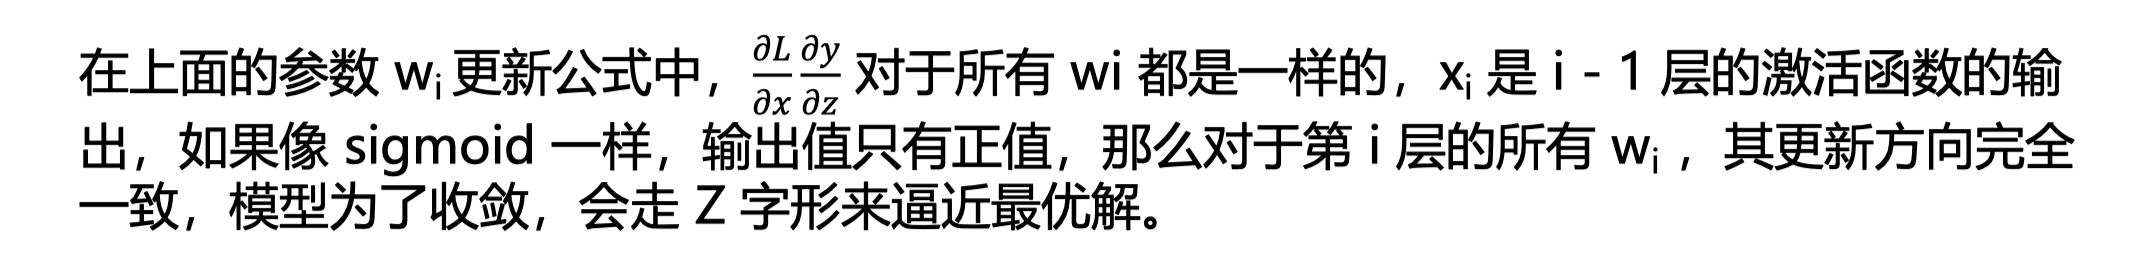 在上面的参数 wᵢ 更新公式中，∂L/∂x ∂y/∂z 对于所有 wi 都是一样的，xᵢ 是 i - 1 层的激活函数的输
出，如果像 sigmoid 一样，输出值只有正值，那么对于第 i 层的所有 wᵢ ，其更新方向完全
一致，模型为了收敛，会走 Z 字形来逼近最优解。